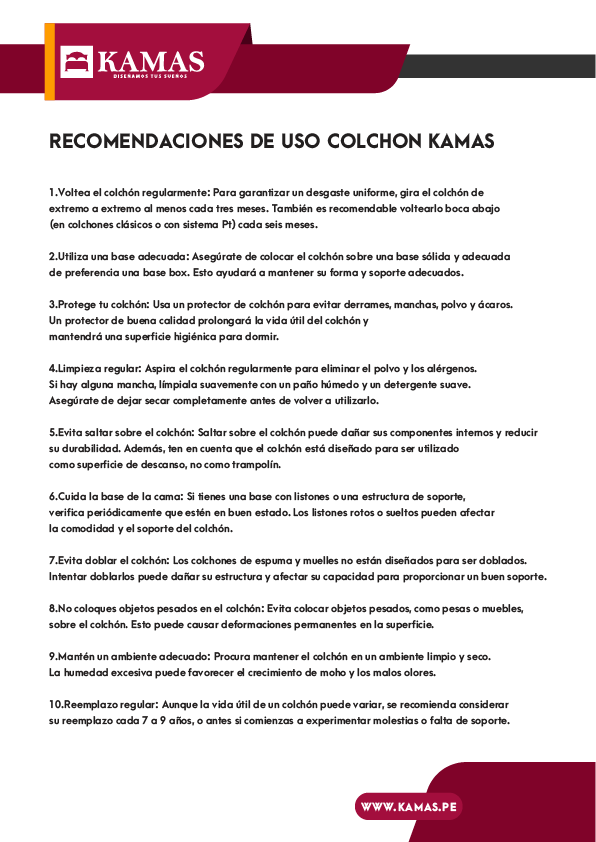 KAMAS
DISEÑAMOS TUS SUEÑOS
RECOMENDACIONES DE USO COLCHON KAMAS
1.Voltea el colchón regularmente: Para garantizar un desgaste uniforme, gira el colchón de
extremo a extremo al menos cada tres meses. También es recomendable voltearlo boca abajo
(en colchones clásicos o con sistema Pt) cada seis meses.
2.Utiliza una base adecuada: Asegúrate de colocar el colchón sobre una base sólida y adecuada
de preferencia una base box. Esto ayudará a mantener su forma y soporte adecuados.
3.Protege tu colchón: Usa un protector de colchón para evitar derrames, manchas, polvo y ácaros.
Un protector de buena calidad prolongará la vida útil del colchón y
mantendrá una superficie higiénica para dormir.
4.Limpieza regular: Aspira el colchón regularmente para eliminar el polvo y los alérgenos.
Si hay alguna mancha, límpiala suavemente con un paño húmedo y un detergente suave.
Asegúrate de dejar secar completamente antes de volver a utilizarlo.
5.Evita saltar sobre el colchón: Saltar sobre el colchón puede dañar sus componentes internos y reducir
su durabilidad. Además, ten en cuenta que el colchón está diseñado para ser utilizado
como superficie de descanso, no como trampolín.
6.Cuida la base de la cama: Si tienes una base con listones o una estructura de soporte,
verifica periódicamente que estén en buen estado. Los listones rotos o sueltos pueden afectar
la comodidad y el soporte del colchón.
7.Evita doblar el colchón: Los colchones de espuma y muelles no están diseñados para ser doblados.
Intentar doblarlos puede dañar su estructura y afectar su capacidad para proporcionar un buen soporte.
8.No coloques objetos pesados en el colchón: Evita colocar objetos pesados, como pesas o muebles,
sobre el colchón. Esto puede causar deformaciones permanentes en la superficie.
9.Mantén un ambiente adecuado: Procura mantener el colchón en un ambiente limpio y seco.
La humedad excesiva puede favorecer el crecimiento de moho y los malos olores.
10.Reemplazo regular: Aunque la vida útil de un colchón puede variar, se recomienda considerar
su reemplazo cada 7 a 9 años, o antes si comienzas a experimentar molestias o falta de soporte.
WWW.KAMAS.PE